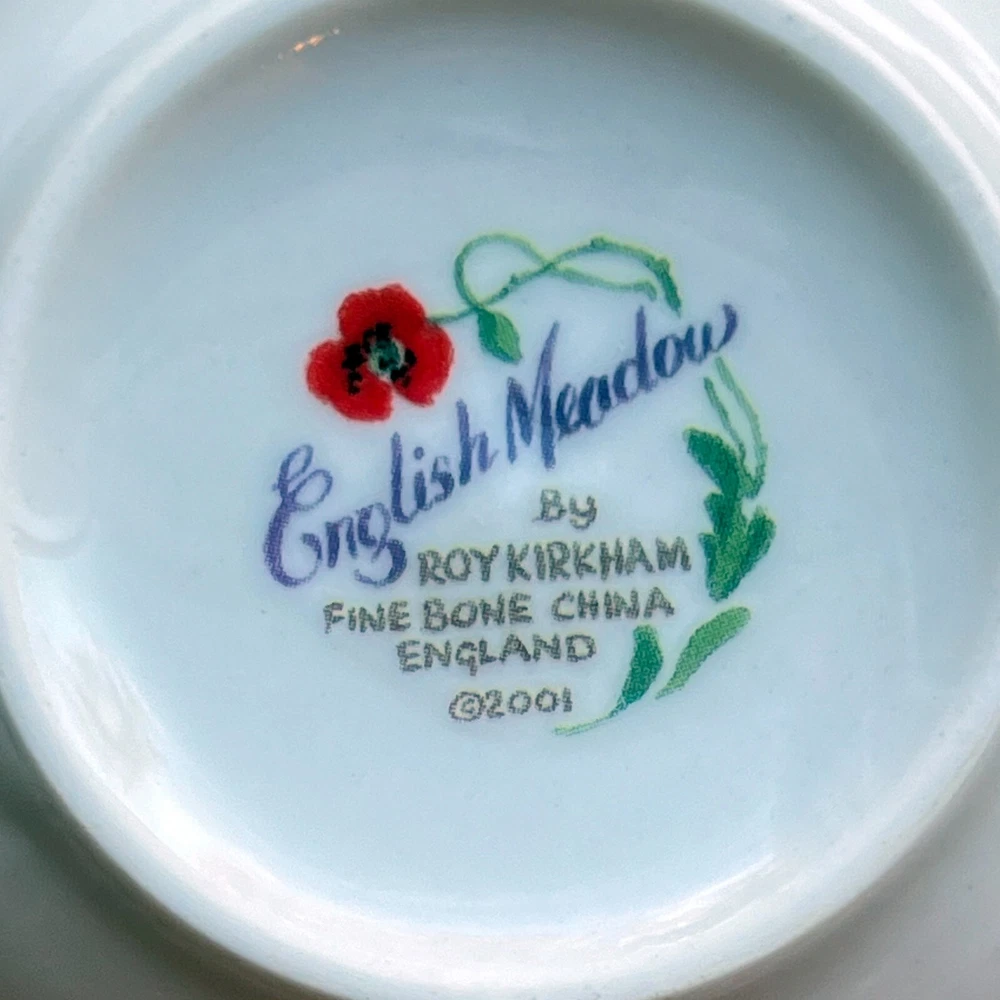 English Meadow
By
ROY KIRKHAM
FINE BONE CHINA
ENGLAND
©2001